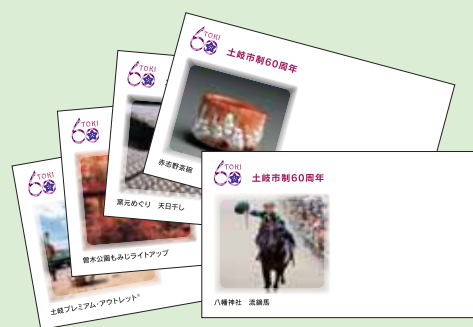 TOKI
60
土岐市制60周年
赤志野茶碗
TOKI
60
窯元めぐり 天日干し
TOKI
60
曽木公園もみじライトアップ
TOKI
60
土岐プレミアム・アウトレット®
TOKI
60
土岐市制60周年
八幡神社 流鏑馬